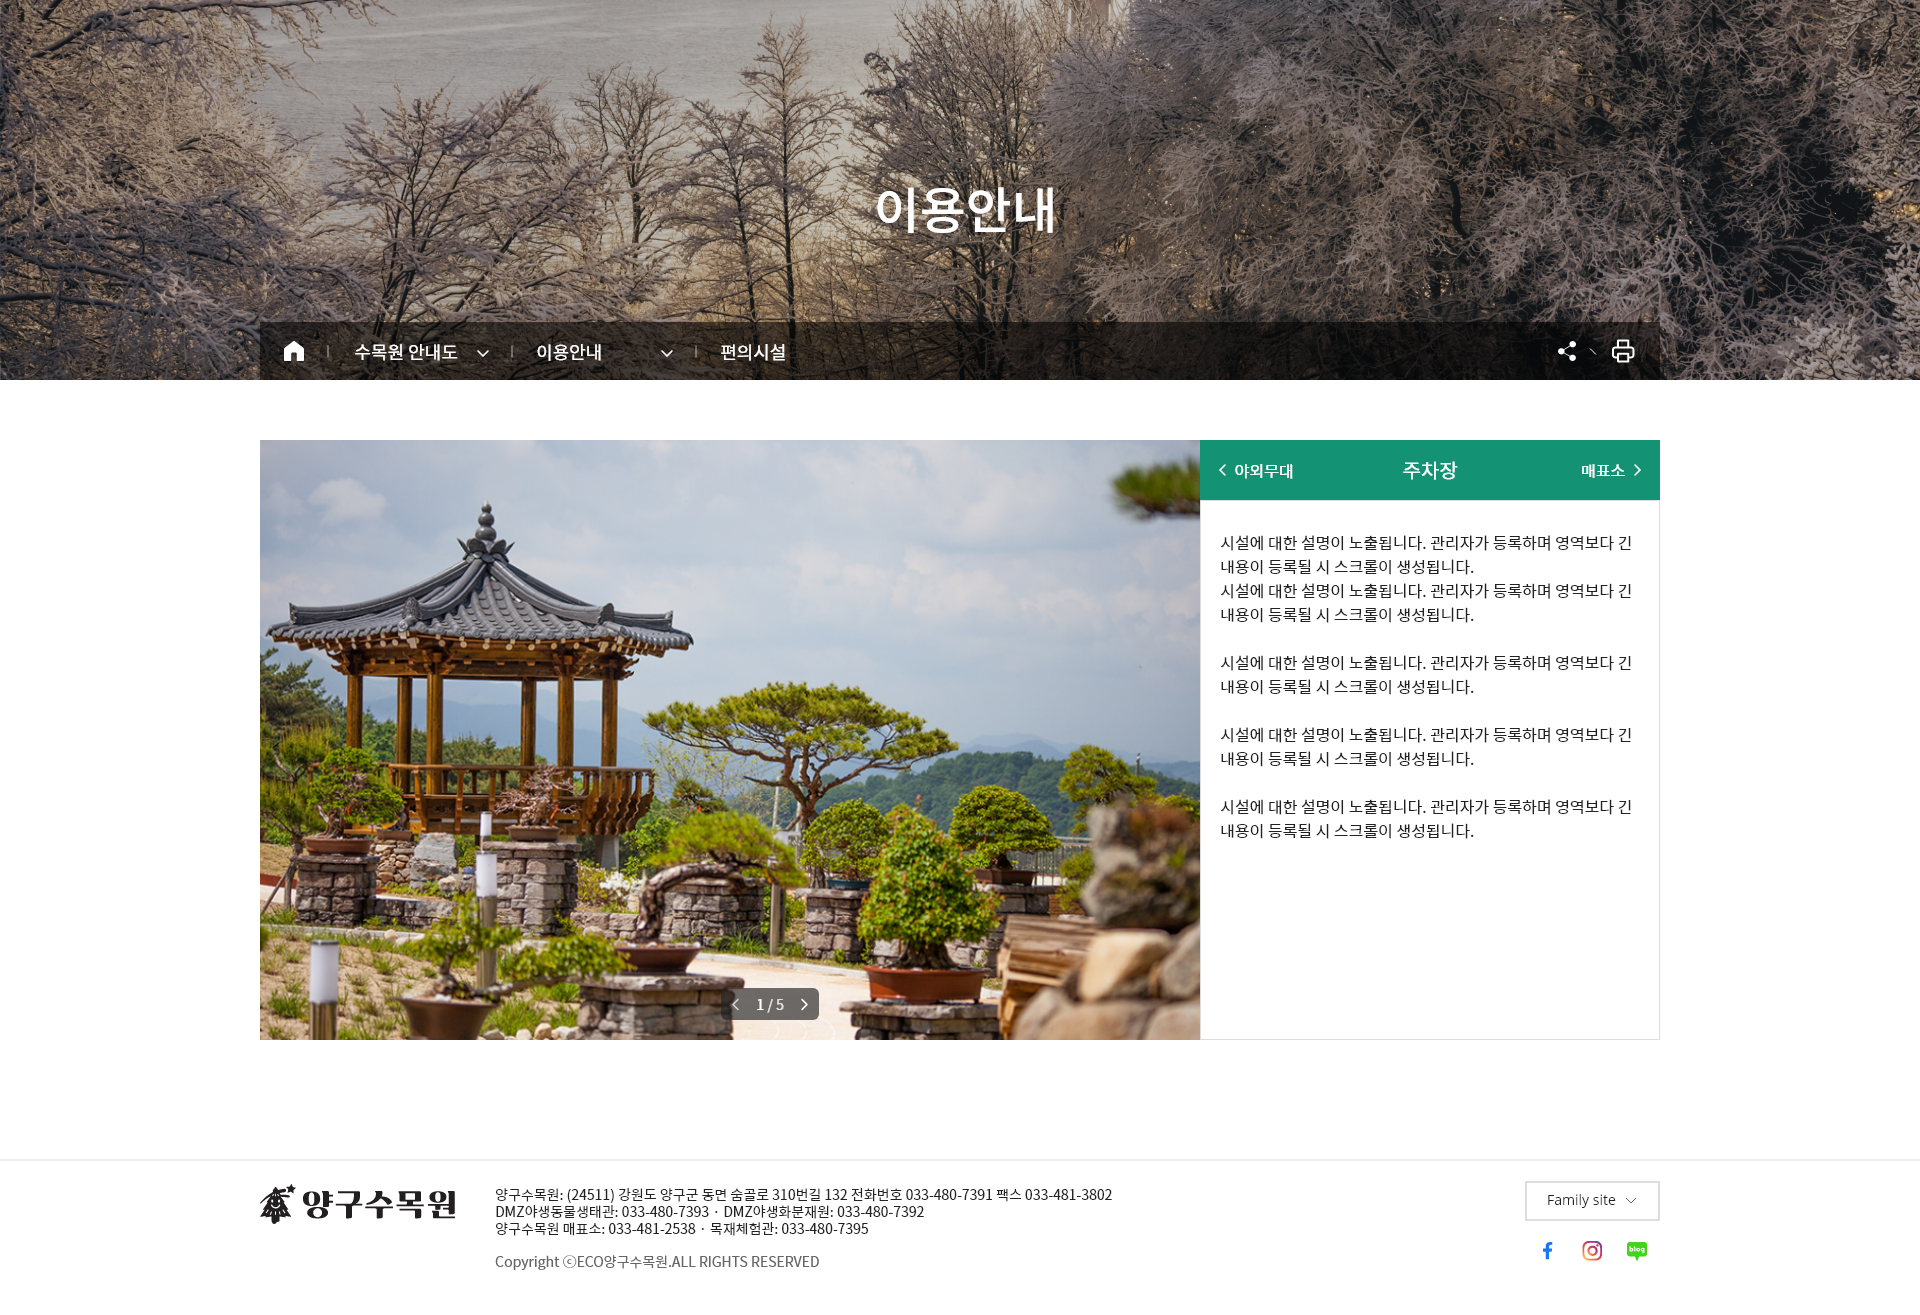 이용안내
수목원 안내도
이용안내
편의시설
야외무대
주차장
매표소
시설에 대한 설명이 노출됩니다. 관리자가 등록하며 영역보다 긴
내용이 등록될 시 스크롤이 생성됩니다.
시설에 대한 설명이 노출됩니다. 관리자가 등록하며 영역보다 긴
내용이 등록될 시 스크롤이 생성됩니다.
시설에 대한 설명이 노출됩니다. 관리자가 등록하며 영역보다 긴
내용이 등록될 시 스크롤이 생성됩니다.
시설에 대한 설명이 노출됩니다. 관리자가 등록하며 영역보다 긴
내용이 등록될 시 스크롤이 생성됩니다.
시설에 대한 설명이 노출됩니다. 관리자가 등록하며 영역보다 긴
내용이 등록될 시 스크롤이 생성됩니다.
1 / 5
양구수목원
양구수목원: (24511) 강원도 양구군 동면 숨골로 310번길 132 전화번호 033-480-7391 팩스 033-481-3802
DMZ야생동물생태관: 033-480-7393 · DMZ야생화분재원: 033-480-7392
양구수목원 매표소: 033-481-2538 · 목재체험관: 033-480-7395
Copyright ⓒECO양구수목원.ALL RIGHTS RESERVED
Family site
blog